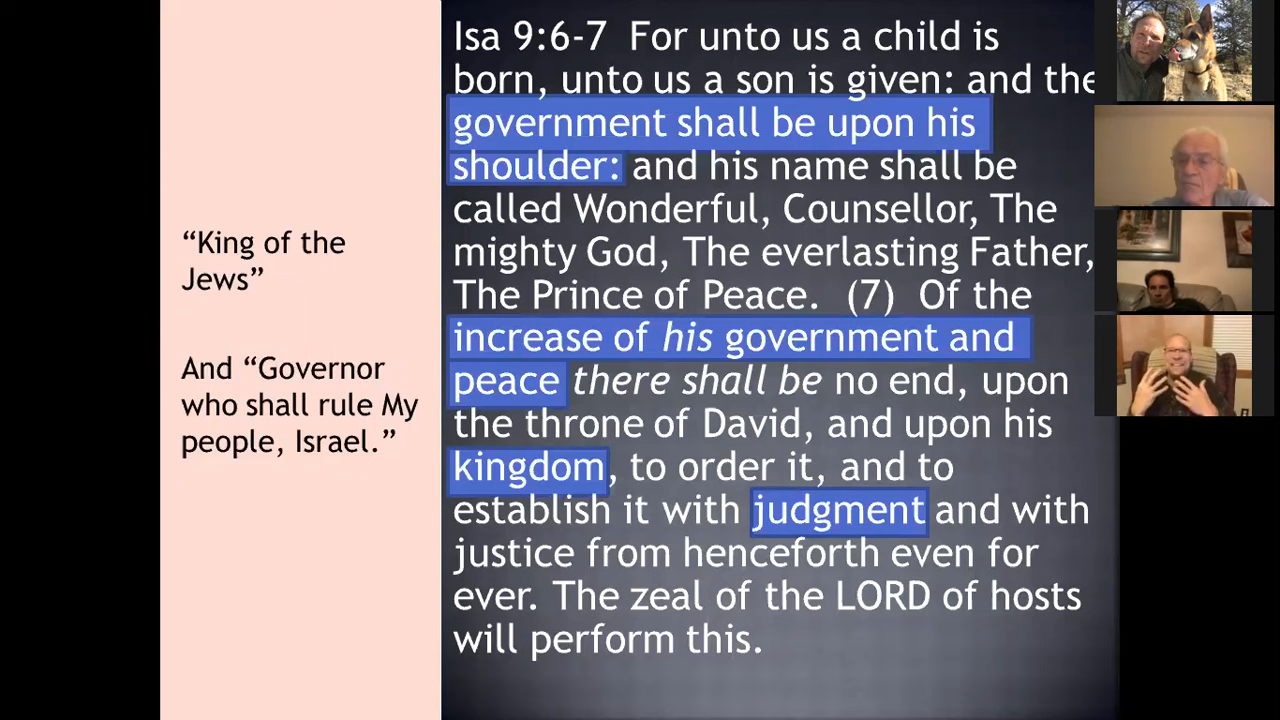 “King of the
Jews”
And “Governor
who shall rule My
people, Israel.”
Isa 9:6-7 For unto us a child is
born, unto us a son is given: and the
government shall be upon his
shoulder: and his name shall be
called Wonderful, Counsellor, The
mighty God, The everlasting Father,
The Prince of Peace. (7) Of the
increase of his government and
peace there shall be no end, upon
the throne of David, and upon his
kingdom, to order it, and to
establish it with judgment and with
justice from henceforth even for
ever. The zeal of the LORD of hosts
will perform this.